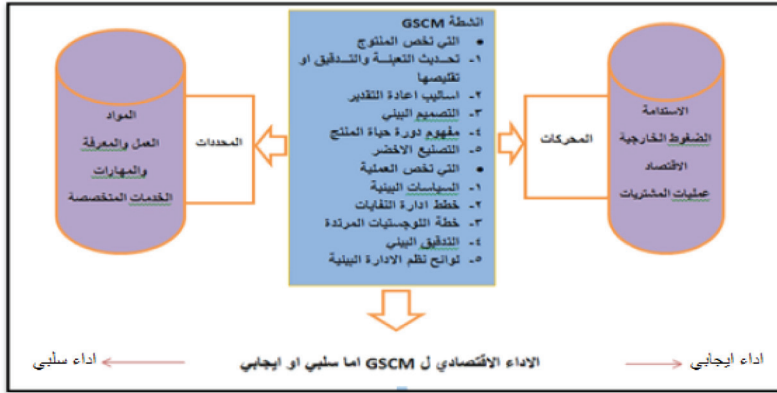 انشطة GSCM
• التي تخص المنتوج
١- تحديث التعبئة والتدقيق او
تقليصها
٢- اساليب اعادة التقدير
٣- التصميم البيئي
٤- مفهوم دورة حياة المنتج
٥- التصنيع الاخضر
• التي تخص العملية
١- السياسات البيئية
٢- خطط ادارة النفايات
٣- خطة اللوجستيات المرتدة
٤- التدقيق البيئي
٥- لوائح نظم الادارة البيئية
المحركات
الاستدامة
الضغوط الخارجية
الاقتصاد
عمليات المشتريات
المحددات
المواد
العمل والمعرفة
والمهارات
الخدمات المتخصصة
اداء ايجابي
الاداء الاقتصادي ل GSCM اما سلبي او ايجابي
اداء سلبي